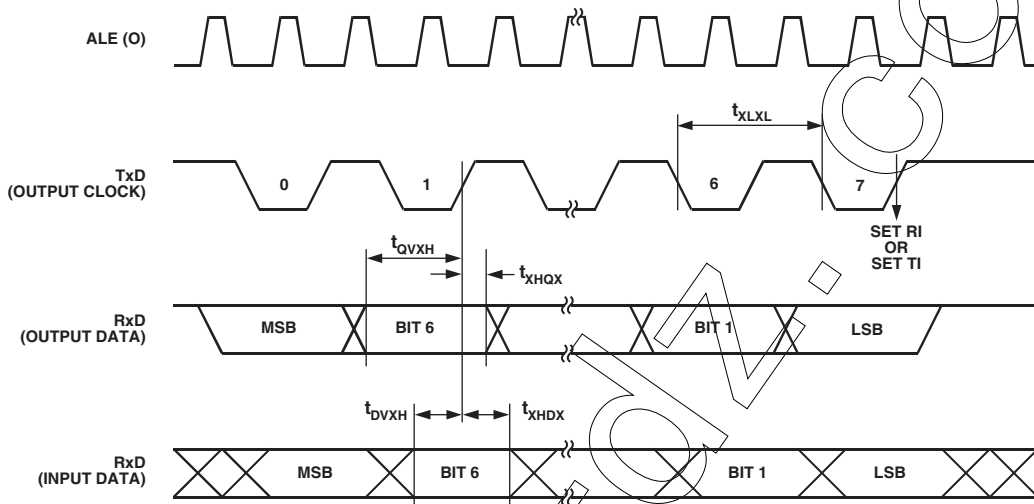 ALE (O)
tXLXL
TxD
(OUTPUT CLOCK)
0
1
6
7
SET RI
OR
SET TI
tQVXH
tXHQX
RxD
(OUTPUT DATA)
MSB
BIT 6
BIT 1
LSB
tDVXH
tXHDX
RxD
(INPUT DATA)
MSB
BIT 6
BIT 1
LSB